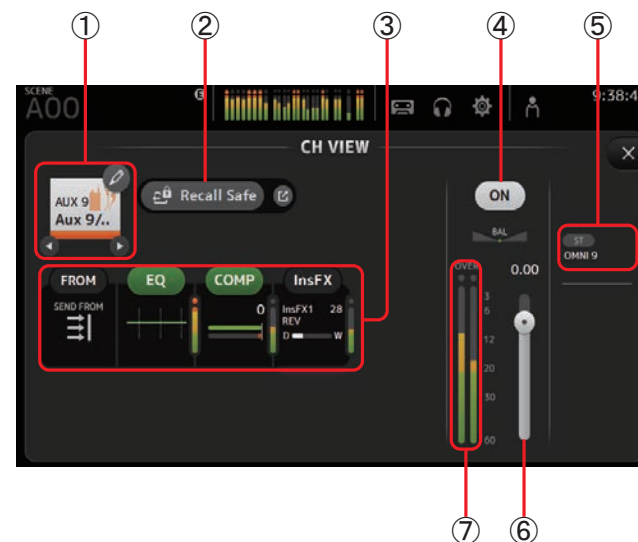 ① ② ③ ④ ⑤
SCENE
A00
9:38:4
CH VIEW
AUX 9
Aux 9/..
Recall Safe
ON
BAL
ST
OMNI 9
OVER
0.00
FROM EQ COMP InsFX
SEND FROM
0
InsFX1 28
REV
D W
3
6
12
20
30
60
⑦ ⑥